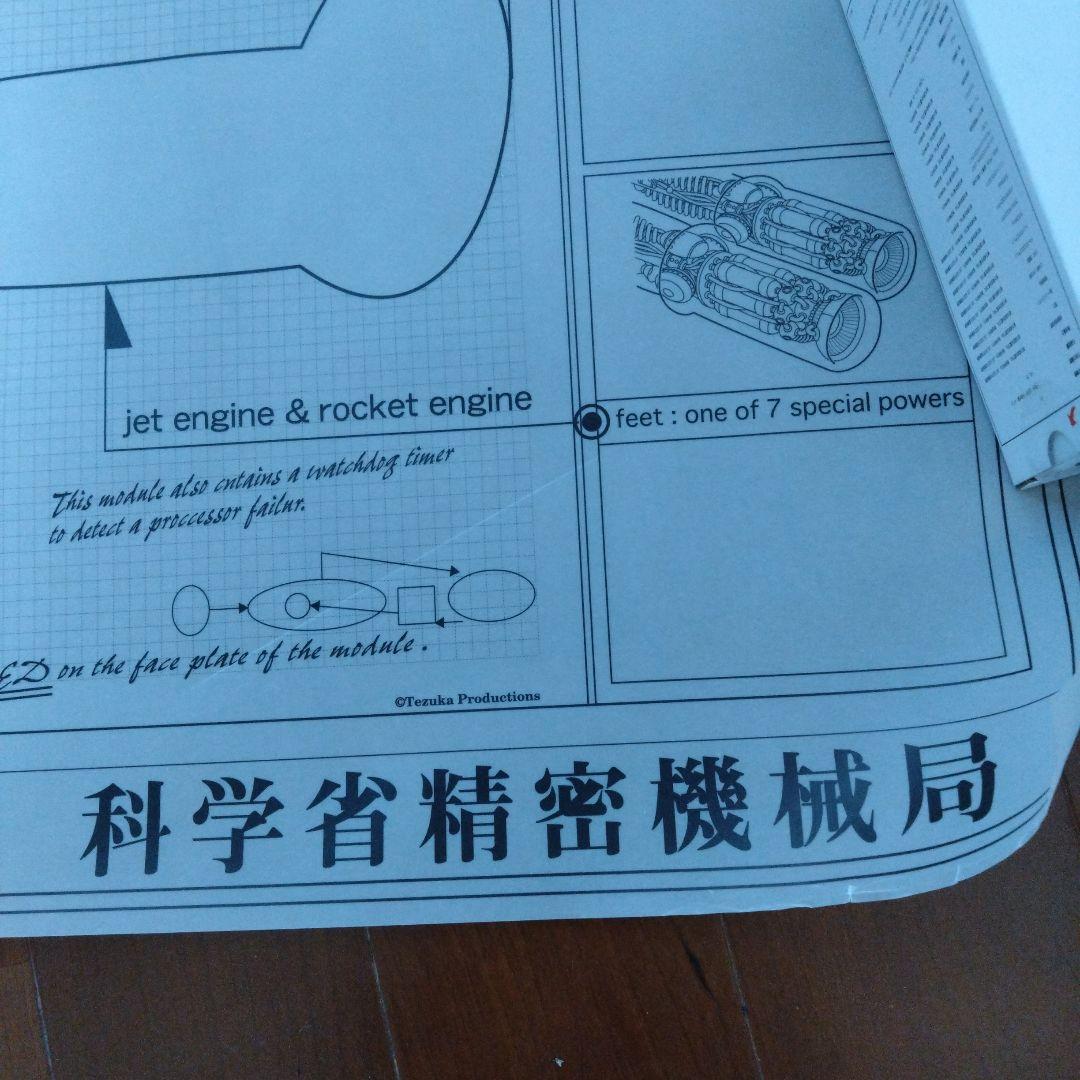 jet engine & rocket engine
feet : one of 7 special powers
This module also cntains a watchdog timer
to detect a proccessor failur.
ED on the face plate of the module .
©Tezuka Productions
科学省精密機械局